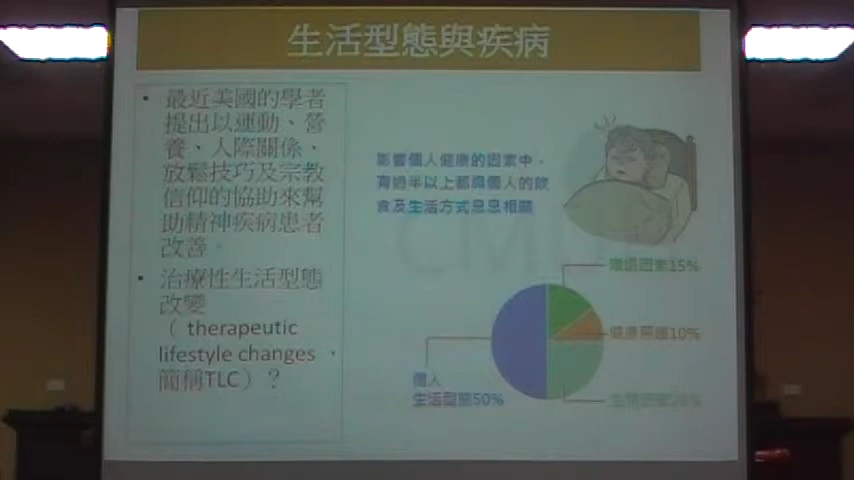 生活型態與疾病
• 最近美國的學者
提出以運動、營
養、人際關係、
放鬆技巧及宗教
信仰的協助來幫
助精神疾病患者
改善。
• 治療性生活型態
改變
（ therapeutic
lifestyle changes ，
簡稱TLC）？
影響個人健康的因素中，
有過半以上都與個人的飲
食及生活方式息息相關
環境因素15%
健康照護10%
個人
生活型態50%